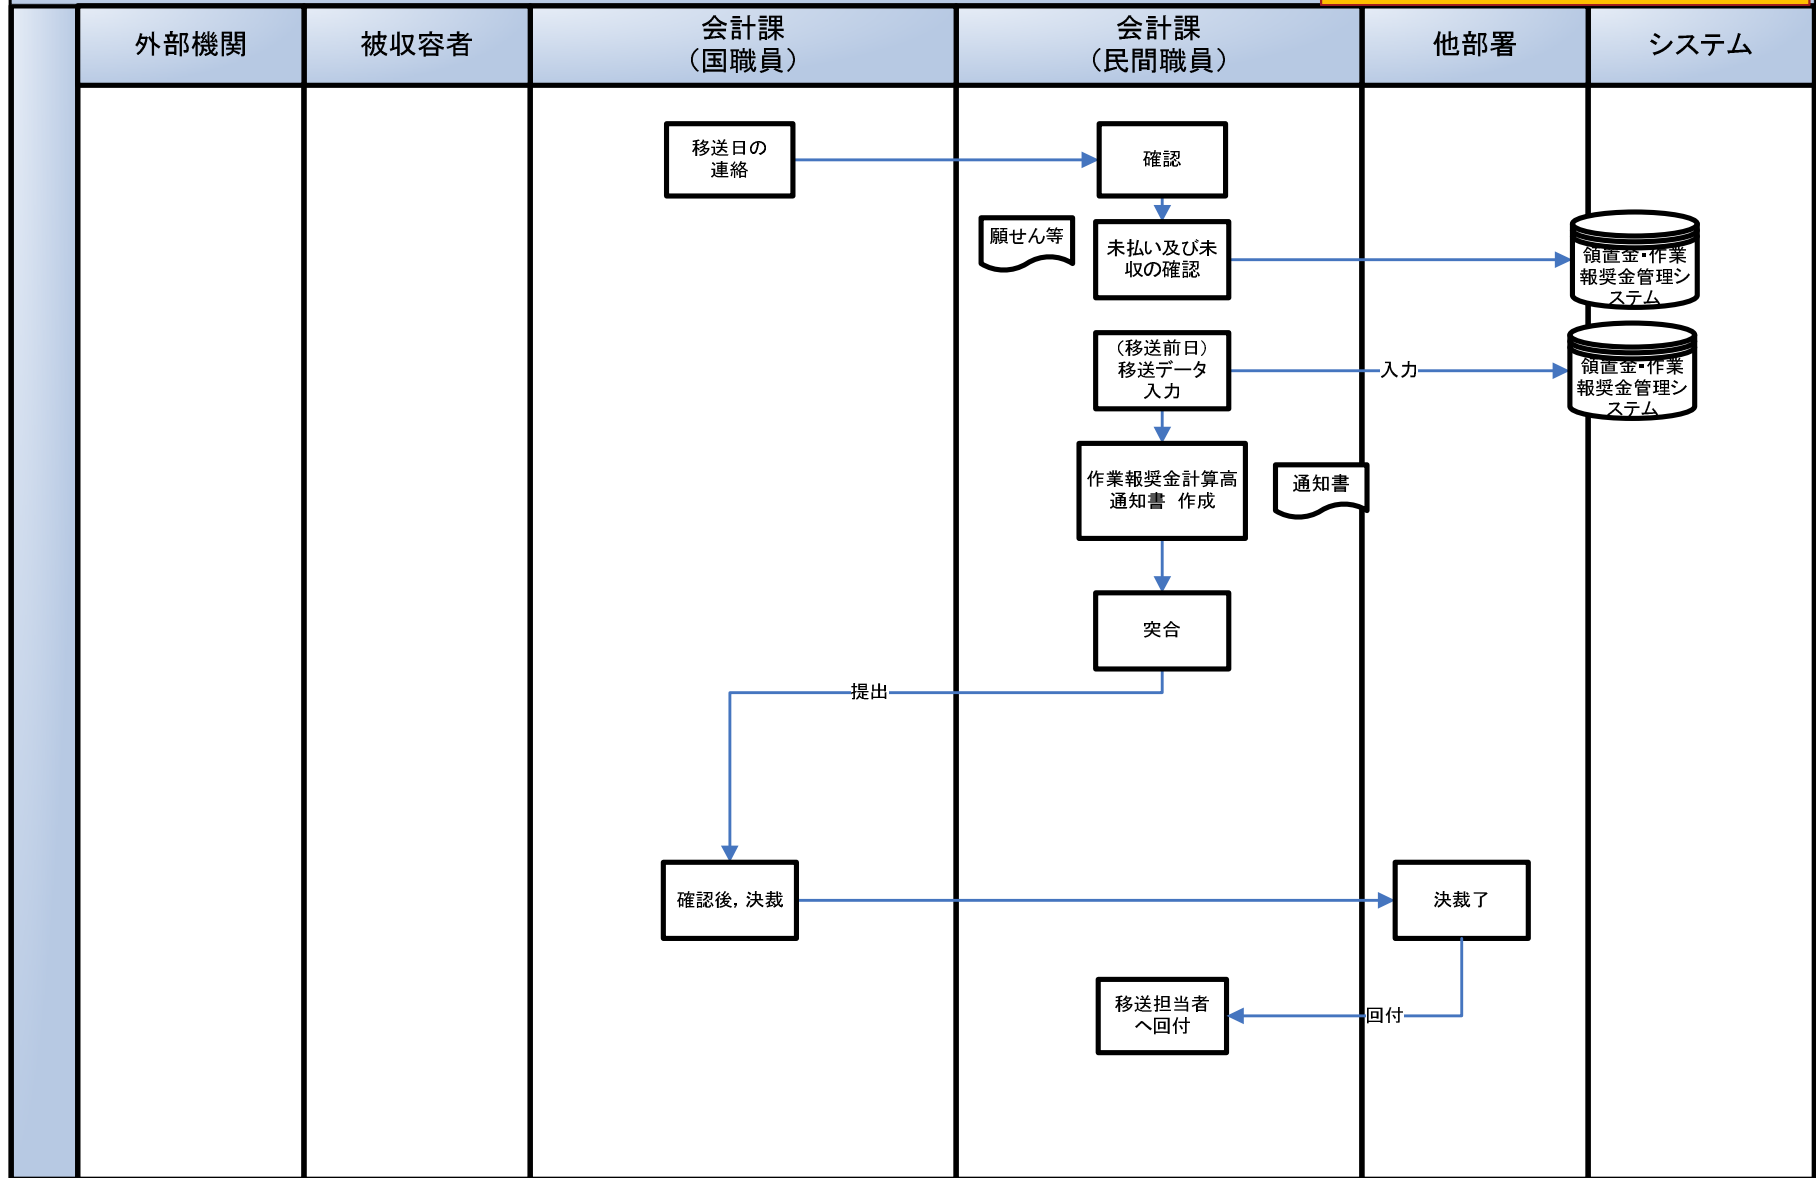 外部機関
被収容者
会計課
（国職員）
会計課
（民間職員）
他部署
システム
移送日の
連絡
確認
願せん等
未払い及び未
収の確認
領置金・作業
報奨金管理シ
ステム
（移送前日）
移送データ
入力
入力
領置金・作業
報奨金管理シ
ステム
作業報奨金計算高
通知書　作成
通知書
突合
提出
確認後，決裁
決裁了
移送担当者
へ回付
回付